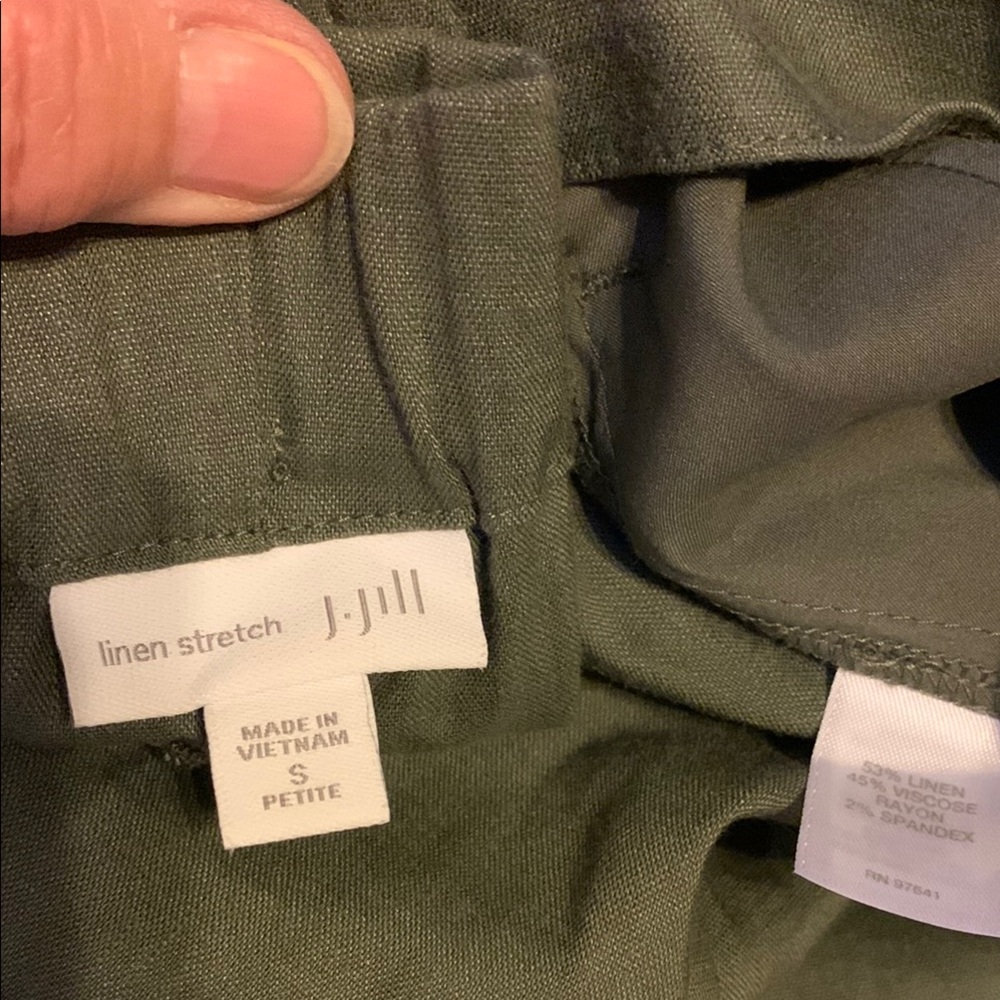 linen stretch J.Jill
MADE IN
VIETNAM
S
PETITE
53% LINEN
45% VISCOSE
RAYON
2% SPANDEX
RN 97641